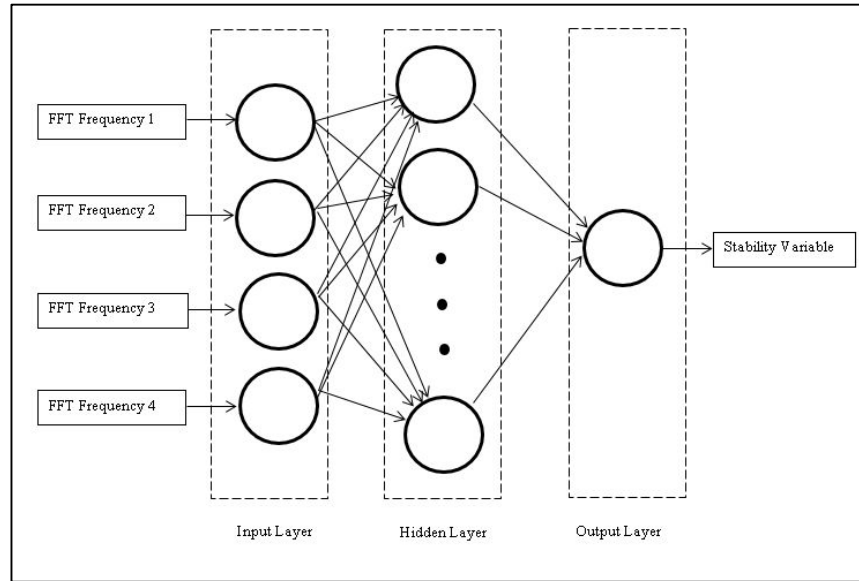 FFT Frequency 1
FFT Frequency 2
FFT Frequency 3
FFT Frequency 4
Stability Variable
Input Layer
Hidden Layer
Output Layer